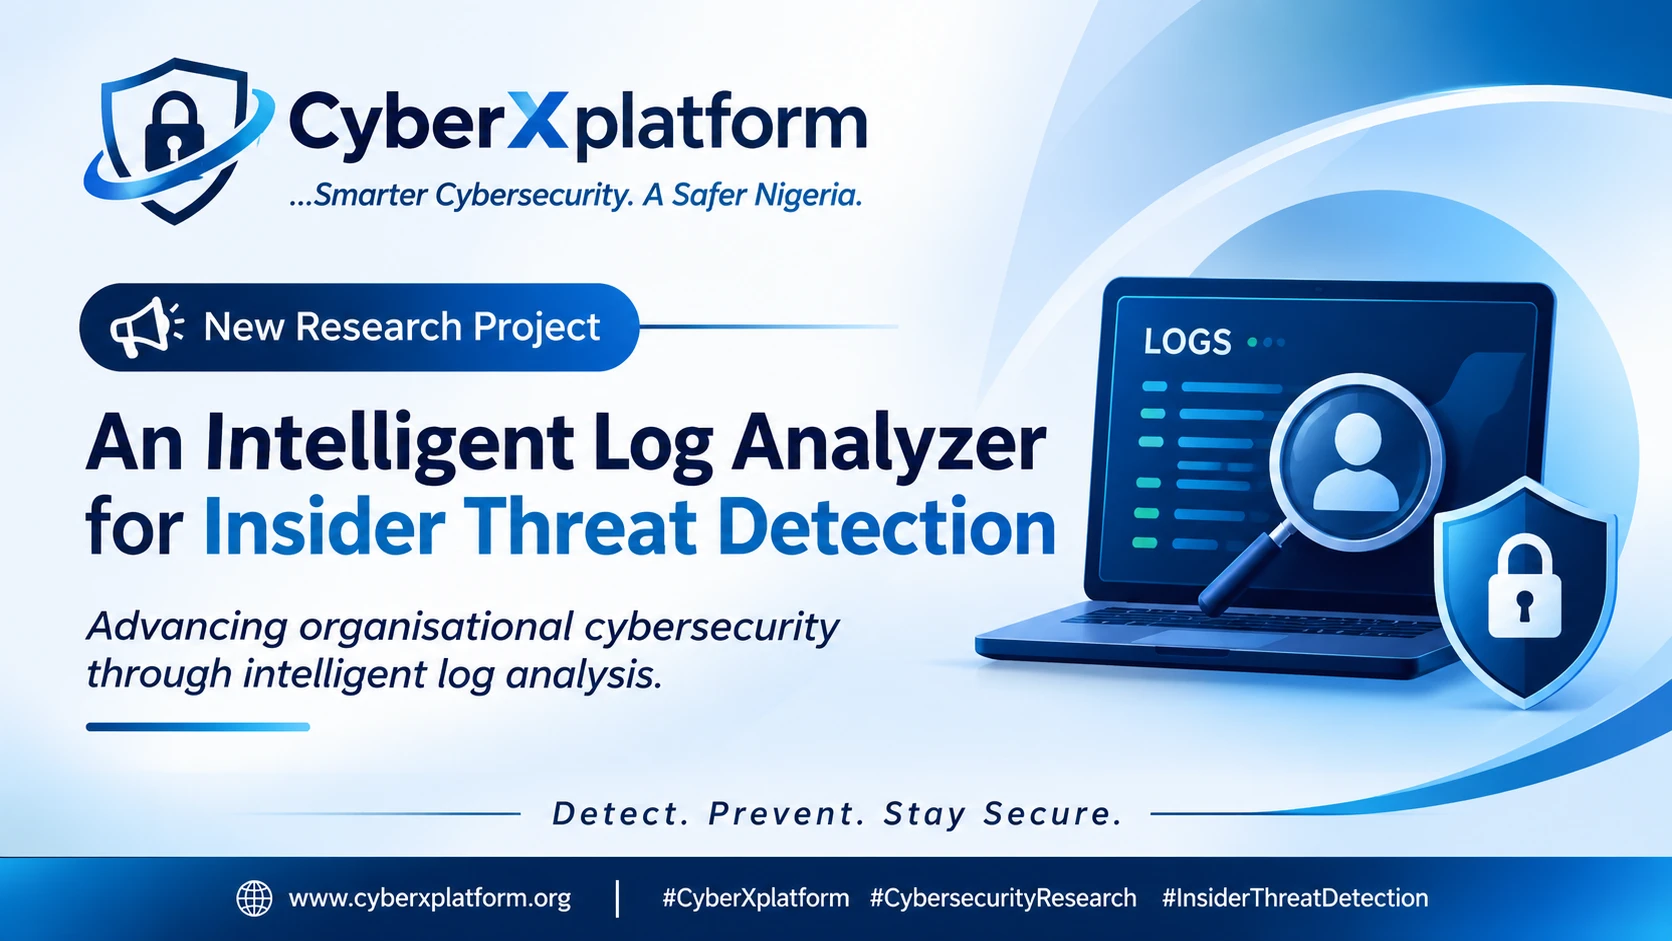 CyberXplatform
...Smarter Cybersecurity. A Safer Nigeria.
New Research Project
An Intelligent Log Analyzer
for Insider Threat Detection
Advancing organisational cybersecurity
through intelligent log analysis.
LOGS
Detect. Prevent. Stay Secure.
www.cyberxplatform.org | #CyberXplatform #CybersecurityResearch #InsiderThreatDetection